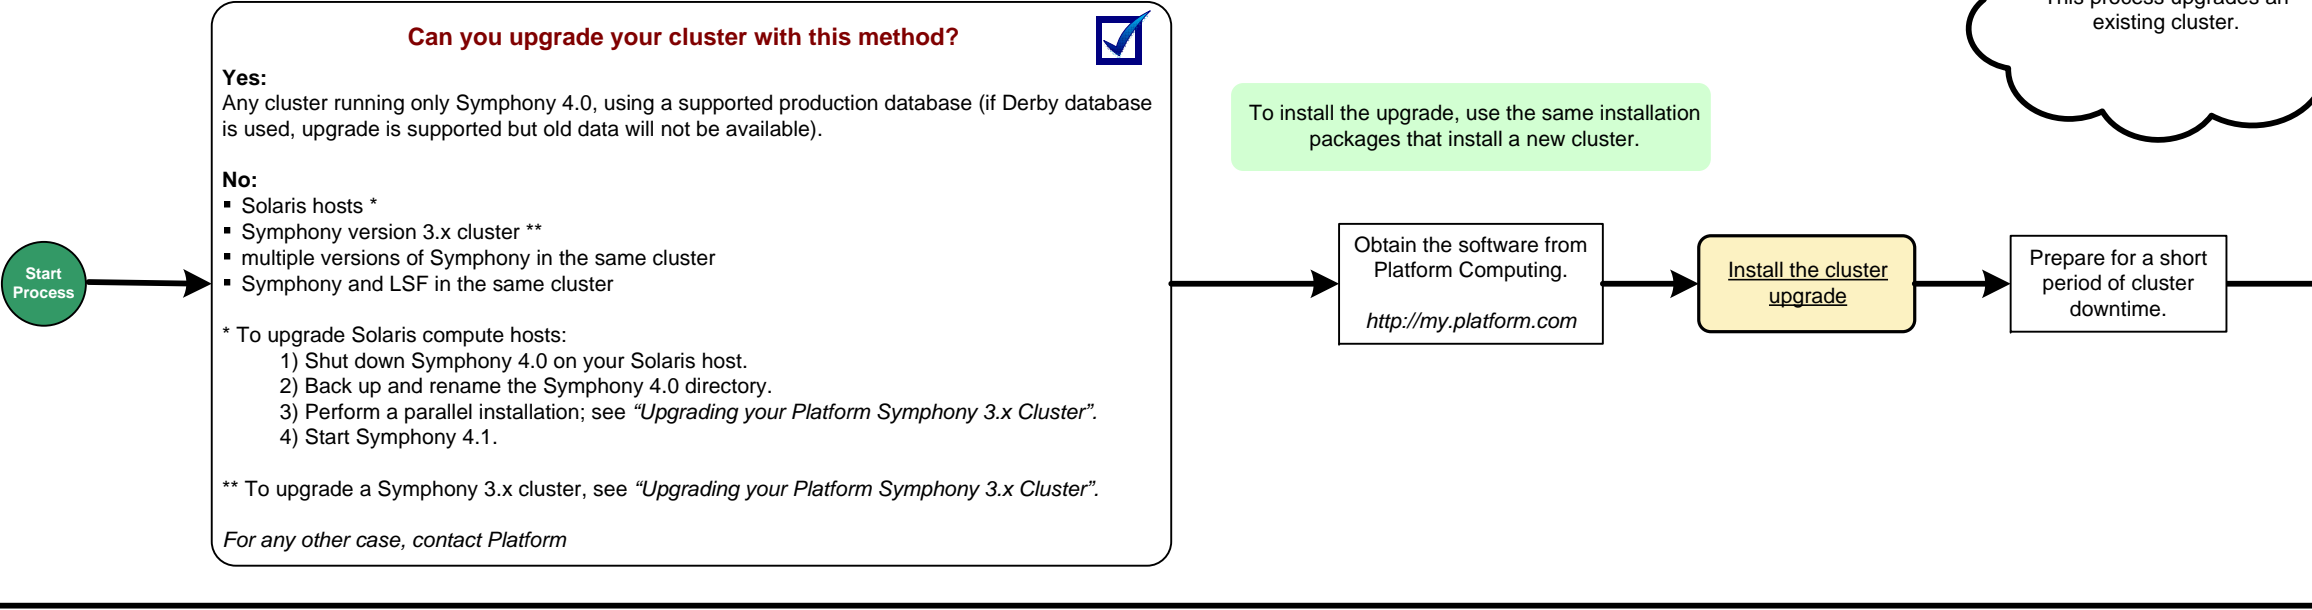 Start
Process
Can you upgrade your cluster with this method?
Yes:
Any cluster running only Symphony 4.0, using a supported production database (if Derby database
is used, upgrade is supported but old data will not be available).
No:
▪ Solaris hosts *
▪ Symphony version 3.x cluster **
▪ multiple versions of Symphony in the same cluster
▪ Symphony and LSF in the same cluster
* To upgrade Solaris compute hosts:
1) Shut down Symphony 4.0 on your Solaris host.
2) Back up and rename the Symphony 4.0 directory.
3) Perform a parallel installation; see “Upgrading your Platform Symphony 3.x Cluster”.
4) Start Symphony 4.1.
** To upgrade a Symphony 3.x cluster, see “Upgrading your Platform Symphony 3.x Cluster”.
For any other case, contact Platform
To install the upgrade, use the same installation
packages that install a new cluster.
Obtain the software from
Platform Computing.
http://my.platform.com
Install the cluster
upgrade
Prepare for a short
period of cluster
downtime.
This process upgrades an
existing cluster.